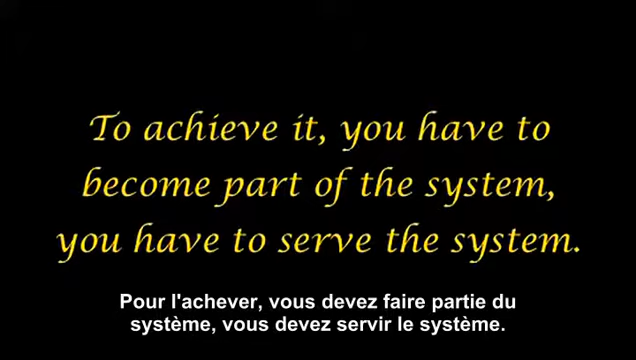 To achieve it, you have to
become part of the system,
you have to serve the system.
Pour l'achever, vous devez faire partie du
système, vous devez servir le système.